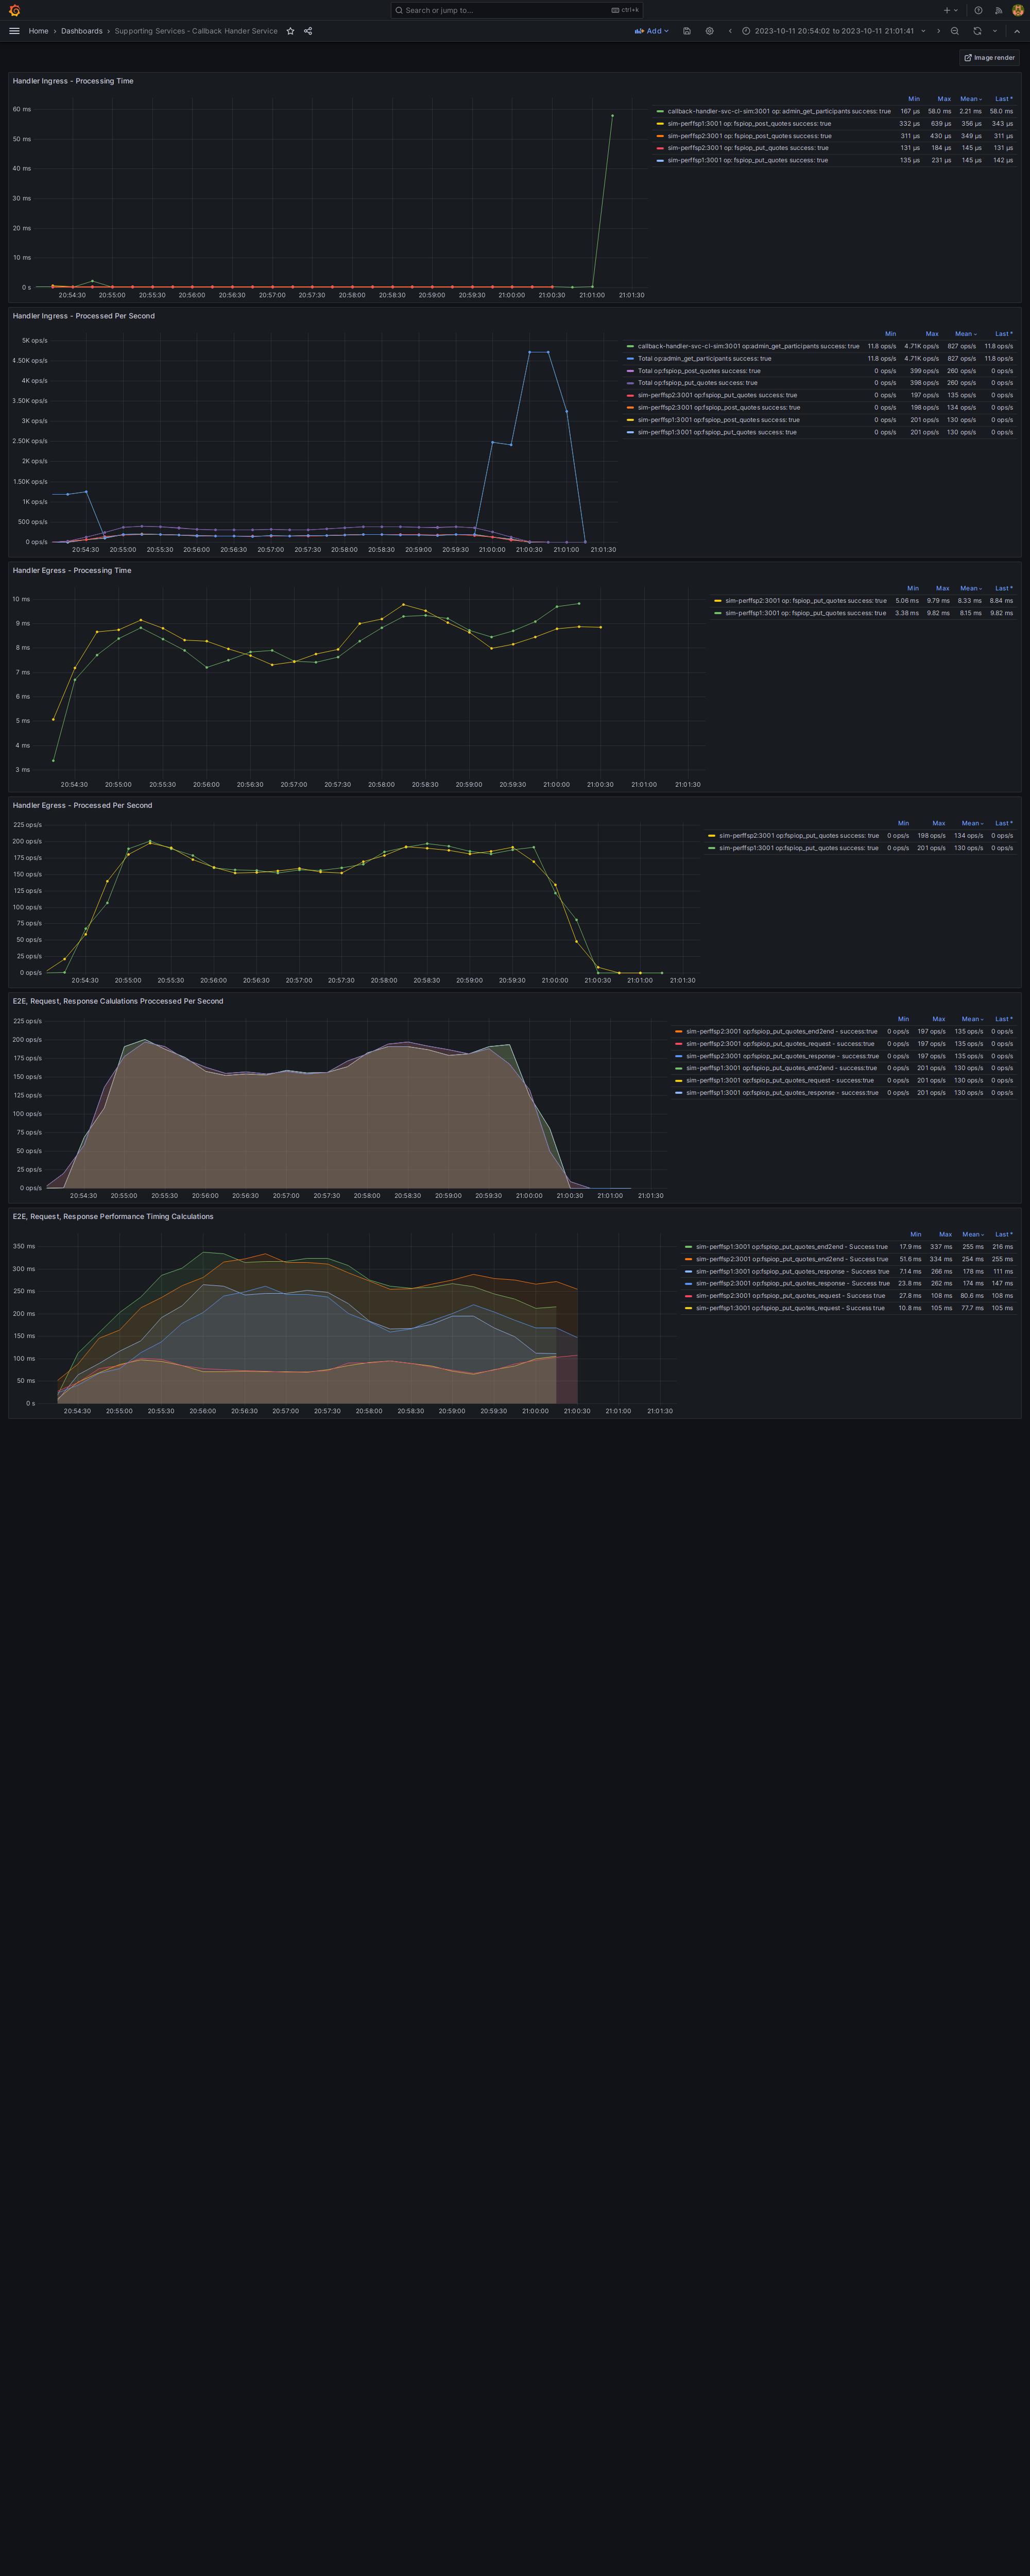 Search or jump to...
ctrl+k
Home › Dashboards › Supporting Services - Callback Hander Service
Add
2023-10-11 20:54:02 to 2023-10-11 21:01:41
Image render
Handler Ingress - Processing Time
60 ms
50 ms
40 ms
30 ms
20 ms
10 ms
0 s
20:54:30 20:55:00 20:55:30 20:56:00 20:56:30 20:57:00 20:57:30 20:58:00 20:58:30 20:59:00 20:59:30 21:00:00 21:00:30 21:01:00 21:01:30
Min Max Mean Last *
callback-handler-svc-cl-sim:3001 op: admin_get_participants success: true 167 µs 58.0 ms 2.21 ms 58.0 ms
sim-perffsp1:3001 op: fspiop_post_quotes success: true 332 µs 639 µs 356 µs 343 µs
sim-perffsp2:3001 op: fspiop_post_quotes success: true 311 µs 430 µs 349 µs 311 µs
sim-perffsp2:3001 op: fspiop_put_quotes success: true 131 µs 184 µs 145 µs 131 µs
sim-perffsp1:3001 op: fspiop_put_quotes success: true 135 µs 231 µs 145 µs 142 µs
Handler Ingress - Processed Per Second
5K ops/s
4.50K ops/s
4K ops/s
3.50K ops/s
3K ops/s
2.50K ops/s
2K ops/s
1.50K ops/s
1K ops/s
500 ops/s
0 ops/s
20:54:30 20:55:00 20:55:30 20:56:00 20:56:30 20:57:00 20:57:30 20:58:00 20:58:30 20:59:00 20:59:30 21:00:00 21:00:30 21:01:00 21:01:30
Min Max Mean Last *
callback-handler-svc-cl-sim:3001 op:admin_get_participants success: true 11.8 ops/s 4.71K ops/s 827 ops/s 11.8 ops/s
Total op:admin_get_participants success: true 11.8 ops/s 4.71K ops/s 827 ops/s 11.8 ops/s
Total op:fspiop_post_quotes success: true 0 ops/s 399 ops/s 260 ops/s 0 ops/s
Total op:fspiop_put_quotes success: true 0 ops/s 398 ops/s 260 ops/s 0 ops/s
sim-perffsp2:3001 op:fspiop_put_quotes success: true 0 ops/s 197 ops/s 135 ops/s 0 ops/s
sim-perffsp2:3001 op:fspiop_post_quotes success: true 0 ops/s 198 ops/s 134 ops/s 0 ops/s
sim-perffsp1:3001 op:fspiop_post_quotes success: true 0 ops/s 201 ops/s 130 ops/s 0 ops/s
sim-perffsp1:3001 op:fspiop_put_quotes success: true 0 ops/s 201 ops/s 130 ops/s 0 ops/s
Handler Egress - Processing Time
10 ms
9 ms
8 ms
7 ms
6 ms
5 ms
4 ms
3 ms
20:54:30 20:55:00 20:55:30 20:56:00 20:56:30 20:57:00 20:57:30 20:58:00 20:58:30 20:59:00 20:59:30 21:00:00 21:00:30 21:01:00 21:01:30
Min Max Mean Last *
sim-perffsp2:3001 op: fspiop_put_quotes success: true 5.06 ms 9.79 ms 8.33 ms 8.84 ms
sim-perffsp1:3001 op: fspiop_put_quotes success: true 3.38 ms 9.82 ms 8.15 ms 9.82 ms
Handler Egress - Processed Per Second
225 ops/s
200 ops/s
175 ops/s
150 ops/s
125 ops/s
100 ops/s
75 ops/s
50 ops/s
25 ops/s
0 ops/s
20:54:30 20:55:00 20:55:30 20:56:00 20:56:30 20:57:00 20:57:30 20:58:00 20:58:30 20:59:00 20:59:30 21:00:00 21:00:30 21:01:00 21:01:30
Min Max Mean Last *
sim-perffsp2:3001 op:fspiop_put_quotes success: true 0 ops/s 198 ops/s 134 ops/s 0 ops/s
sim-perffsp1:3001 op:fspiop_put_quotes success: true 0 ops/s 201 ops/s 130 ops/s 0 ops/s
E2E, Request, Response Calulations Proccessed Per Second
225 ops/s
200 ops/s
175 ops/s
150 ops/s
125 ops/s
100 ops/s
75 ops/s
50 ops/s
25 ops/s
0 ops/s
20:54:30 20:55:00 20:55:30 20:56:00 20:56:30 20:57:00 20:57:30 20:58:00 20:58:30 20:59:00 20:59:30 21:00:00 21:00:30 21:01:00 21:01:30
Min Max Mean Last *
sim-perffsp2:3001 op:fspiop_put_quotes_end2end - success:true 0 ops/s 197 ops/s 135 ops/s 0 ops/s
sim-perffsp2:3001 op:fspiop_put_quotes_request - success:true 0 ops/s 197 ops/s 135 ops/s 0 ops/s
sim-perffsp2:3001 op:fspiop_put_quotes_response - success:true 0 ops/s 197 ops/s 135 ops/s 0 ops/s
sim-perffsp1:3001 op:fspiop_put_quotes_end2end - success:true 0 ops/s 201 ops/s 130 ops/s 0 ops/s
sim-perffsp1:3001 op:fspiop_put_quotes_request - success:true 0 ops/s 201 ops/s 130 ops/s 0 ops/s
sim-perffsp1:3001 op:fspiop_put_quotes_response - success:true 0 ops/s 201 ops/s 130 ops/s 0 ops/s
E2E, Request, Response Performance Timing Calculations
350 ms
300 ms
250 ms
200 ms
150 ms
100 ms
50 ms
0 s
20:54:30 20:55:00 20:55:30 20:56:00 20:56:30 20:57:00 20:57:30 20:58:00 20:58:30 20:59:00 20:59:30 21:00:00 21:00:30 21:01:00 21:01:30
Min Max Mean Last *
sim-perffsp1:3001 op:fspiop_put_quotes_end2end - Success true 17.9 ms 337 ms 255 ms 216 ms
sim-perffsp2:3001 op:fspiop_put_quotes_end2end - Success true 51.6 ms 334 ms 254 ms 255 ms
sim-perffsp1:3001 op:fspiop_put_quotes_response - Success true 7.14 ms 266 ms 178 ms 111 ms
sim-perffsp2:3001 op:fspiop_put_quotes_response - Success true 23.8 ms 262 ms 174 ms 147 ms
sim-perffsp2:3001 op:fspiop_put_quotes_request - Success true 27.8 ms 108 ms 80.6 ms 108 ms
sim-perffsp1:3001 op:fspiop_put_quotes_request - Success true 10.8 ms 105 ms 77.7 ms 105 ms